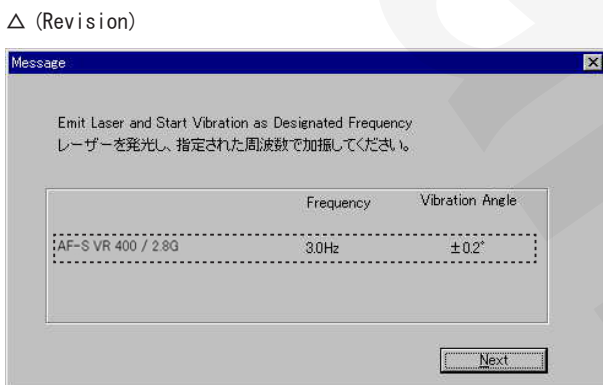 △ (Revision)
Message
Emit Laser and Start Vibration as Designated Frequency
レーザーを発光し、指定された周波数で加振してください。
Frequency Vibration Angle
AF-S VR 400 / 2.8G 3.0Hz ±0.2°
Next